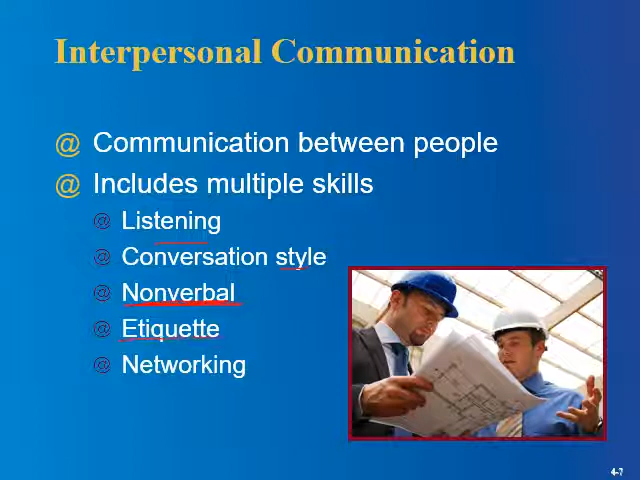 Interpersonal Communication
@ Communication between people
@ Includes multiple skills
@ Listening
@ Conversation style
@ Nonverbal
@ Etiquette
@ Networking
4-7